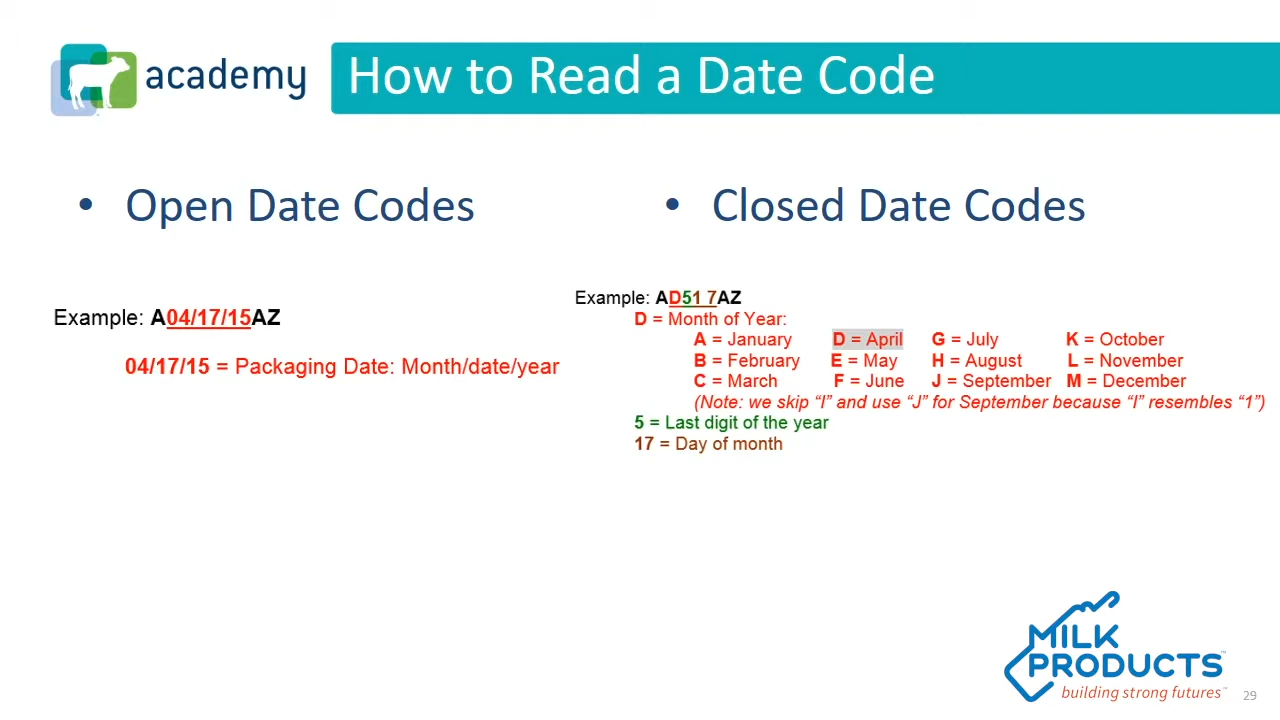 academy
How to Read a Date Code
• Open Date Codes
Example: A04/17/15AZ
04/17/15 = Packaging Date: Month/date/year
• Closed Date Codes
Example: AD51 7AZ
D = Month of Year:
A = January D = April G = July K = October
B = February E = May H = August L = November
C = March F = June J = September M = December
(Note: we skip “I” and use “J” for September because “I” resembles “1”)
5 = Last digit of the year
17 = Day of month
MILK
PRODUCTS™
building strong futures™
29